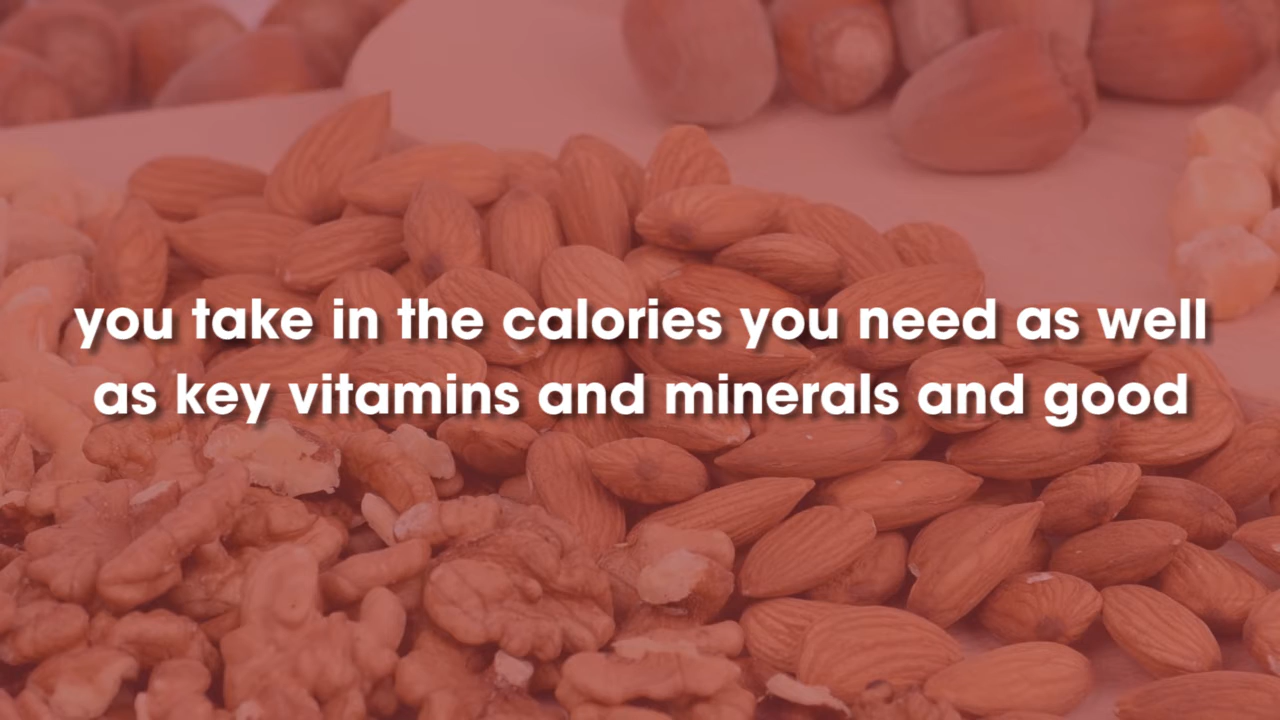 you take in the calories you need as well
as key vitamins and minerals and good